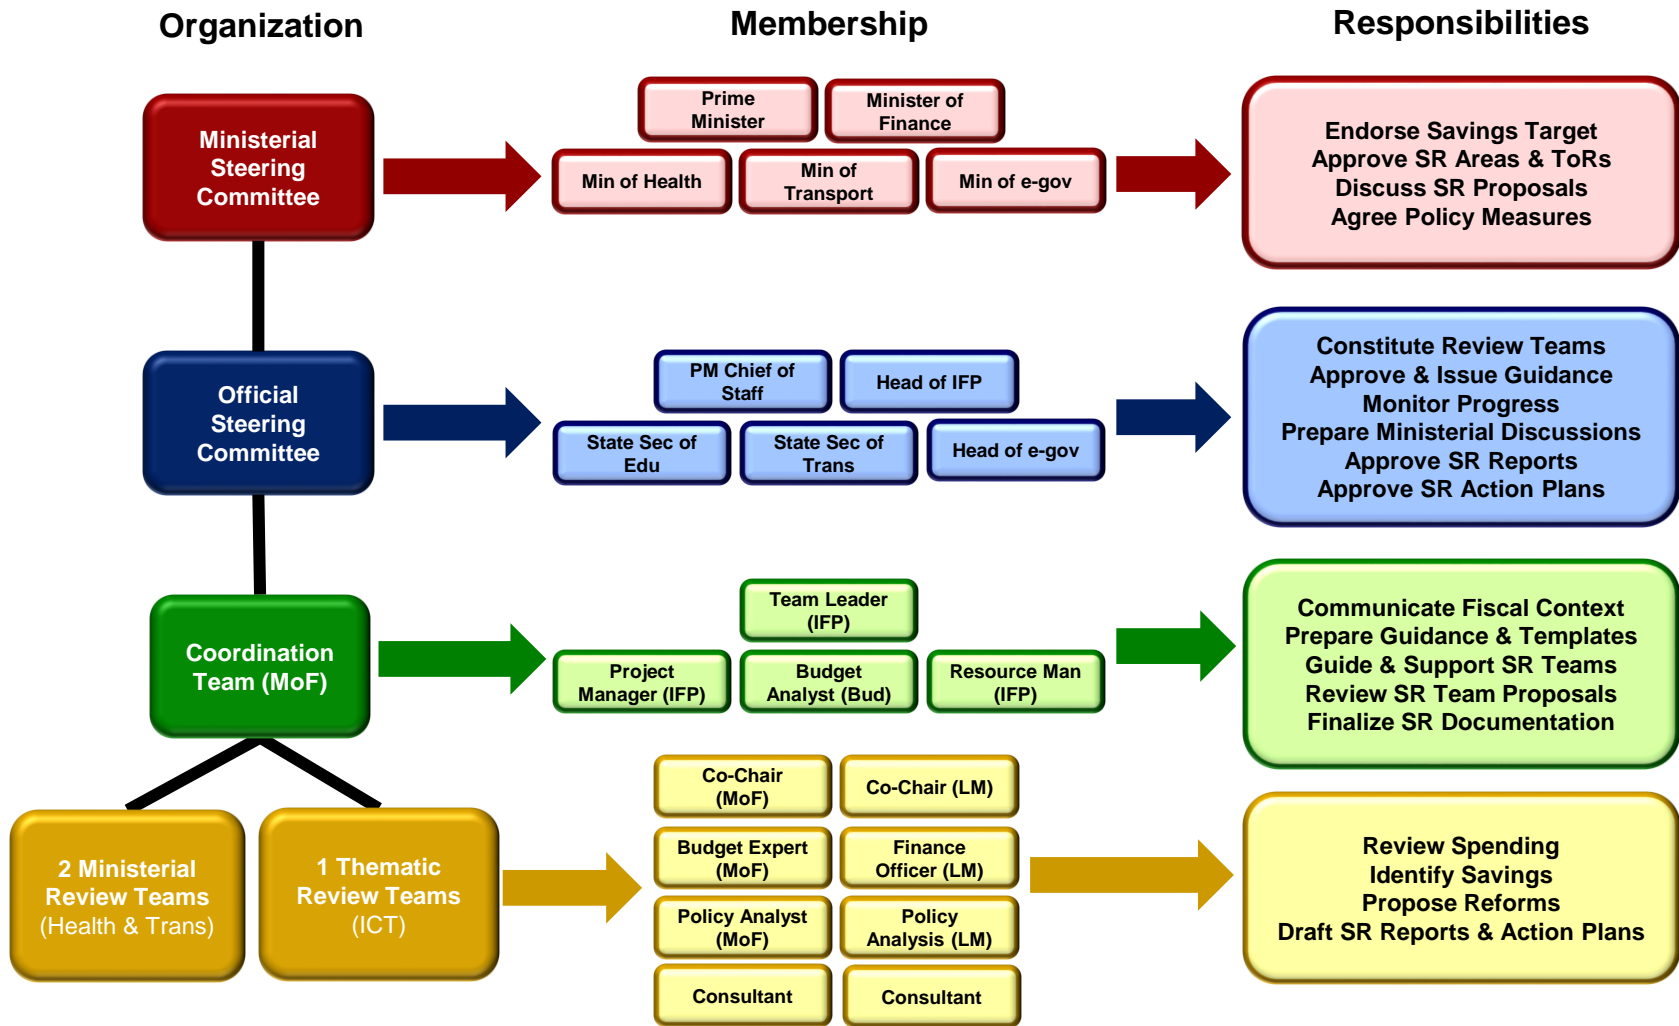 Organization
Membership
Responsibilities
Ministerial
Steering
Committee
Prime
Minister
Minister of
Finance
Min of Health
Min of
Transport
Min of e-gov
Endorse Savings Target
Approve SR Areas & ToRs
Discuss SR Proposals
Agree Policy Measures
Official
Steering
Committee
PM Chief of
Staff
Head of IFP
State Sec of
Edu
State Sec of
Trans
Head of e-gov
Constitute Review Teams
Approve & Issue Guidance
Monitor Progress
Prepare Ministerial Discussions
Approve SR Reports
Approve SR Action Plans
Coordination
Team (MoF)
Team Leader
(IFP)
Project
Manager (IFP)
Budget
Analyst (Bud)
Resource Man
(IFP)
Communicate Fiscal Context
Prepare Guidance & Templates
Guide & Support SR Teams
Review SR Team Proposals
Finalize SR Documentation
2 Ministerial
Review Teams
(Health & Trans)
1 Thematic
Review Teams
(ICT)
Co-Chair
(MoF)
Co-Chair (LM)
Budget Expert
(MoF)
Finance
Officer (LM)
Policy Analyst
(MoF)
Policy
Analysis (LM)
Consultant
Consultant
Review Spending
Identify Savings
Propose Reforms
Draft SR Reports & Action Plans